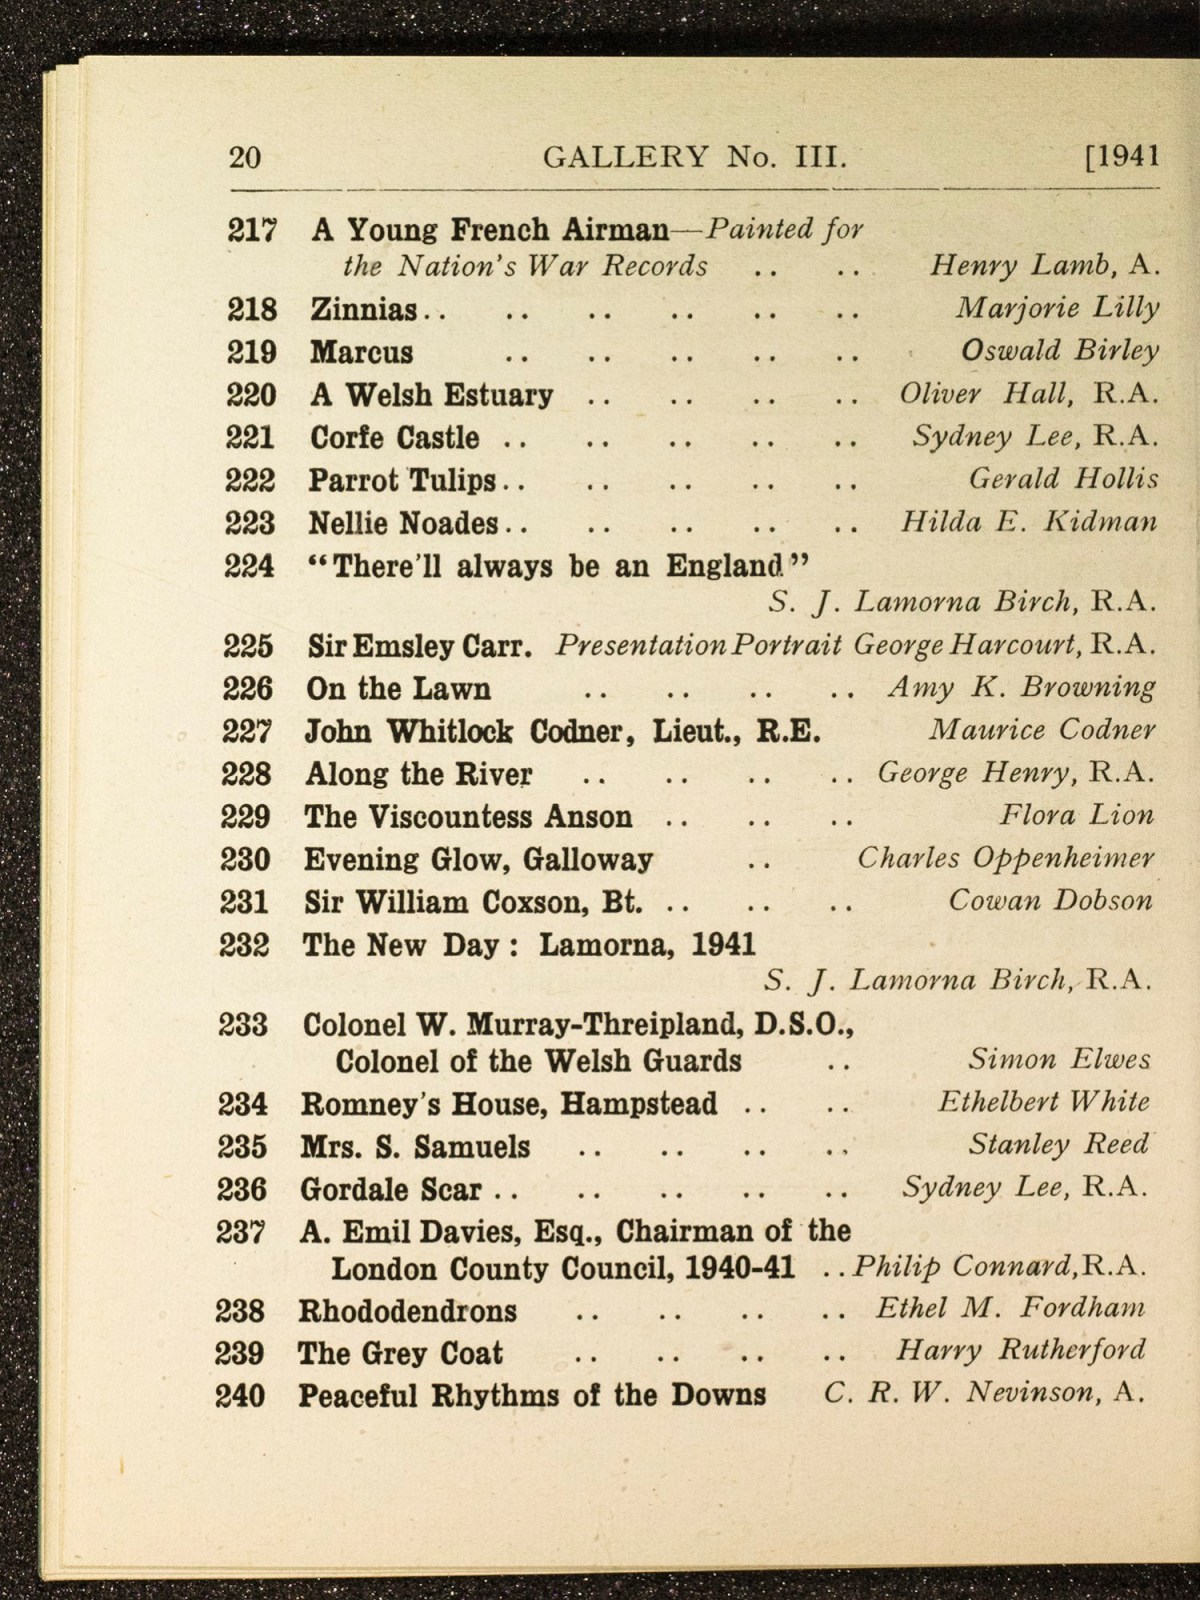 20 GALLERY No. III. [1941
217 A Young French Airman—Painted for
the Nation's War Records .. .. Henry Lamb, A.
218 Zinnias.. .. .. .. .. .. Marjorie Lilly
219 Marcus .. .. .. .. .. Oswald Birley
220 A Welsh Estuary .. .. .. .. Oliver Hall, R.A.
221 Corfe Castle .. .. .. .. .. Sydney Lee, R.A.
222 Parrot Tulips.. .. .. .. .. Gerald Hollis
223 Nellie Noades.. .. .. .. .. Hilda E. Kidman
224 “There'll always be an England”
S. J. Lamorna Birch, R.A.
225 Sir Emsley Carr. Presentation Portrait George Harcourt, R.A.
226 On the Lawn .. .. .. .. Amy K. Browning
227 John Whitlock Codner, Lieut., R.E. Maurice Codner
228 Along the River .. .. .. .. George Henry, R.A.
229 The Viscountess Anson .. .. .. Flora Lion
230 Evening Glow, Galloway .. Charles Oppenheimer
231 Sir William Coxson, Bt. .. .. .. Cowan Dobson
232 The New Day : Lamorna, 1941
S. J. Lamorna Birch, R.A.
233 Colonel W. Murray-Threipland, D.S.O.,
Colonel of the Welsh Guards .. Simon Elwes
234 Romney's House, Hampstead .. .. Ethelbert White
235 Mrs. S. Samuels .. .. .. .. Stanley Reed
236 Gordale Scar .. .. .. .. .. Sydney Lee, R.A.
237 A. Emil Davies, Esq., Chairman of the
London County Council, 1940-41 .. Philip Connard, R.A.
238 Rhododendrons .. .. .. .. Ethel M. Fordham
239 The Grey Coat .. .. .. .. Harry Rutherford
240 Peaceful Rhythms of the Downs C. R. W. Nevinson, A.